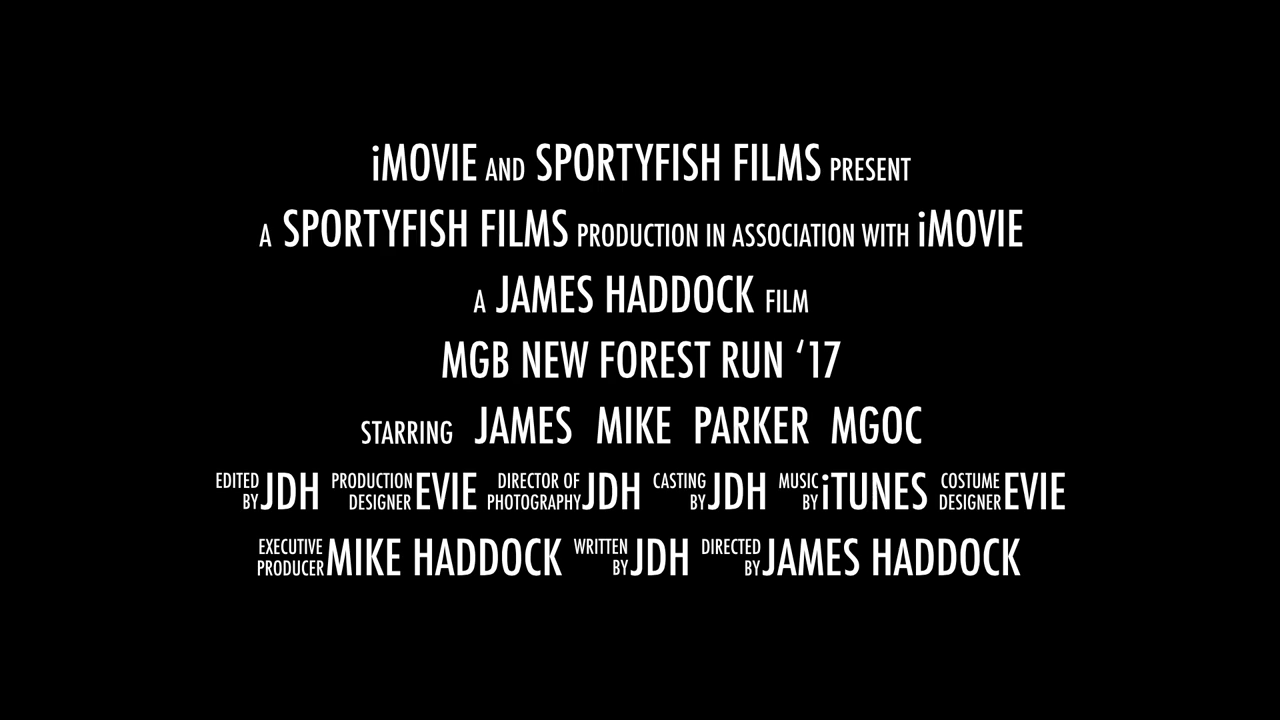 iMOVIE AND SPORTYFISH FILMS PRESENT
A SPORTYFISH FILMS PRODUCTION IN ASSOCIATION WITH iMOVIE
A JAMES HADDOCK FILM
MGB NEW FOREST RUN ‘17
STARRING JAMES MIKE PARKER MGOC
EDITED BY JDH PRODUCTION DESIGNER EVIE DIRECTOR OF PHOTOGRAPHY JDH CASTING BY JDH MUSIC BY iTUNES COSTUME DESIGNER EVIE
EXECUTIVE PRODUCER MIKE HADDOCK WRITTEN BY JDH DIRECTED BY JAMES HADDOCK